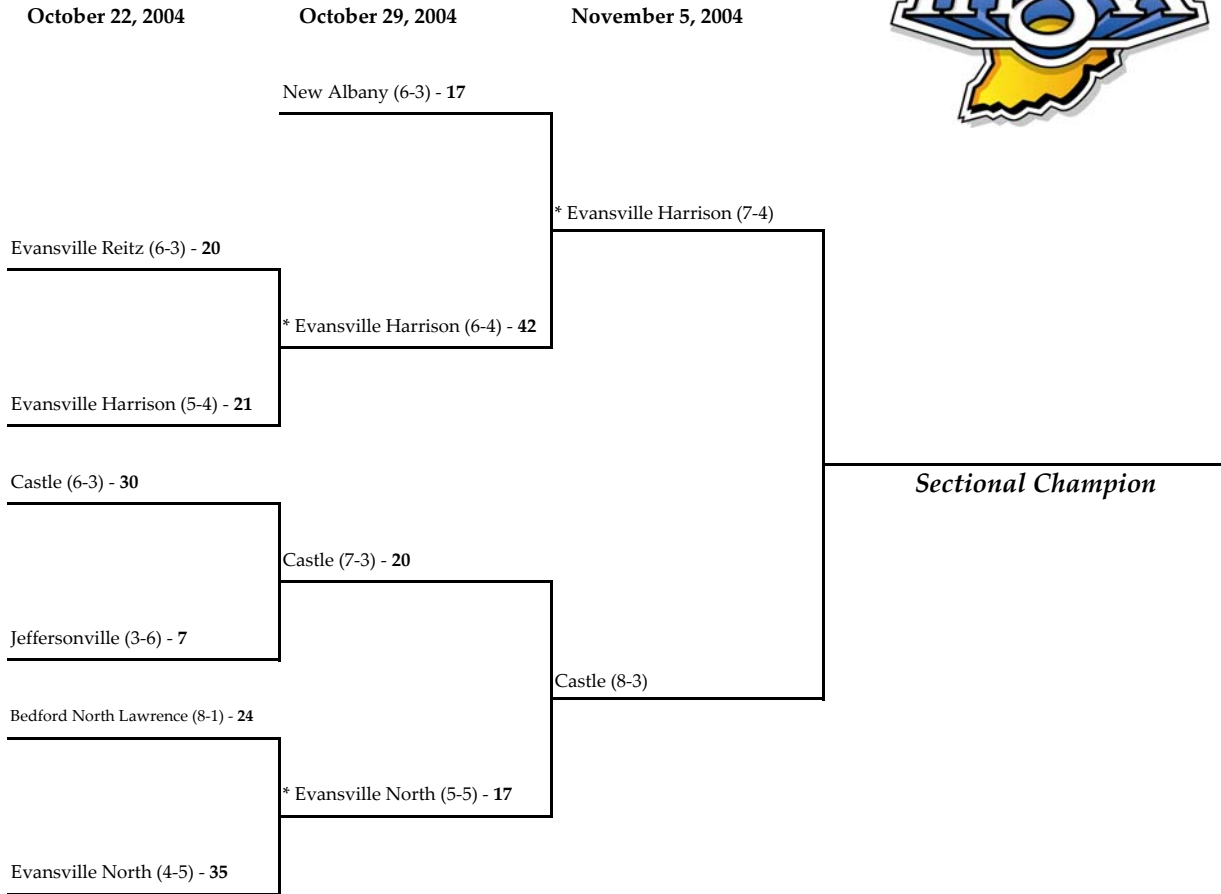 October 22, 2004 October 29, 2004 November 5, 2004
New Albany (6-3) - 17
* Evansville Harrison (7-4)
Evansville Reitz (6-3) - 20
* Evansville Harrison (6-4) - 42
Evansville Harrison (5-4) - 21
Castle (6-3) - 30
Sectional Champion
Castle (7-3) - 20
Jeffersonville (3-6) - 7
Castle (8-3)
Bedford North Lawrence (8-1) - 24
* Evansville North (5-5) - 17
Evansville North (4-5) - 35